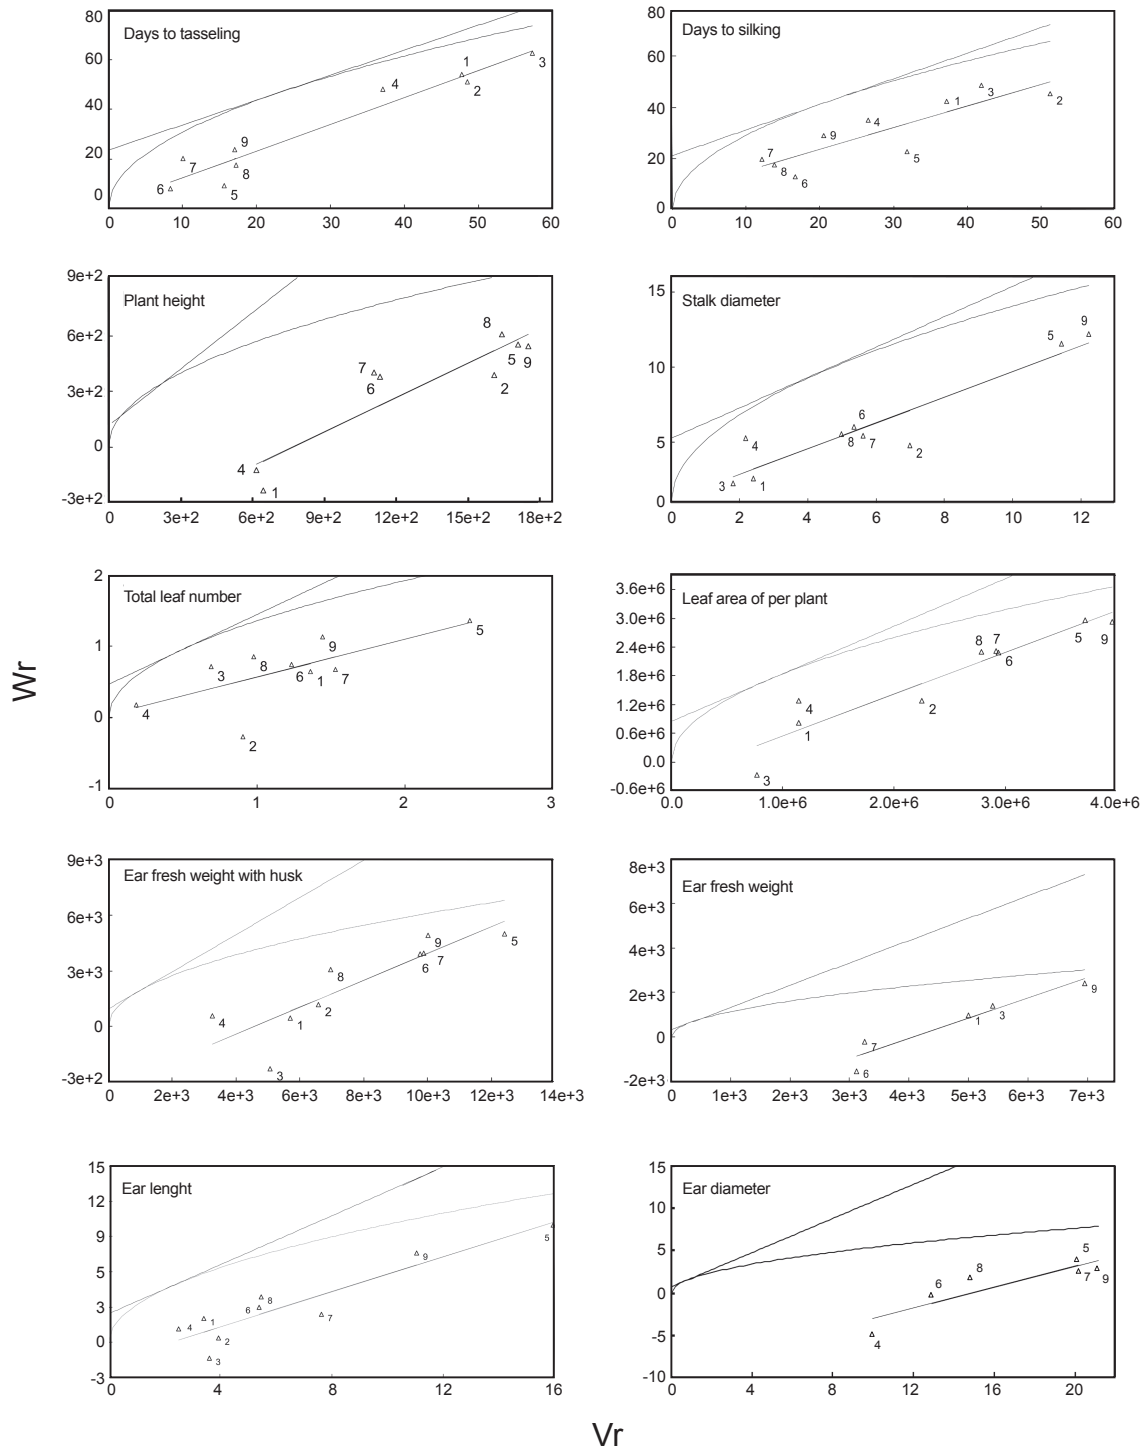 Days to tasseling
80
60
40
20
0
0 10 20 30 40 50 60
1
3
4
2
9
7
8
6
5
Days to silking
80
60
40
20
0
0 10 20 30 40 50 60
3
1
2
4
9
7
5
8
6
Plant height
9e+2
6e+2
3e+2
0
-3e+2
0 3e+2 6e+2 9e+2 12e+2 15e+2 18e+2
8
5
9
7
6
2
4
1
Stalk diameter
15
10
5
0
0 2 4 6 8 10 12
9
5
6
4
8
7
2
3
1
Total leaf number
2
1
0
-1
0 1 2 3
5
9
8
3
6
1
7
4
2
Leaf area of per plant
3.6e+6
3.0e+6
2.4e+6
1.8e+6
1.2e+6
0.6e+6
0.0
-0.6e+6
0.0 1.0e+6 2.0e+6 3.0e+6 4.0e+6
8
7
5
9
6
4
2
1
3
Wr
Ear fresh weight with husk
9e+3
6e+3
3e+3
0
-3e+2
0 2e+3 4e+3 6e+3 8e+3 10e+3 12e+3 14e+3
9
5
8
6
7
2
4
1
3
Ear fresh weight
8e+3
4e+3
2e+3
0
-2e+3
0 1e+3 2e+3 3e+3 4e+3 5e+3 6e+3 7e+3
9
3
1
7
6
Ear lenght
15
12
9
5
3
0
-3
0 4 8 12 16
5
9
8
6
7
1
4
2
3
Ear diameter
15
10
5
0
-5
-10
0 4 8 12 16 20
5
8
6
7
9
4
Vr